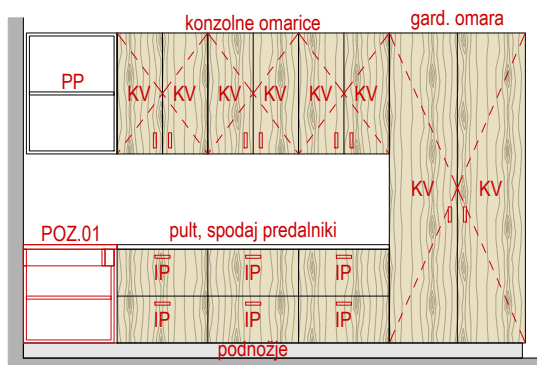 konzolne omarice
gard. omara
PP
KV KV KV KV KV KV
KV KV
POZ.01
pult, spodaj predalniki
IP IP IP
IP IP IP
podnožje